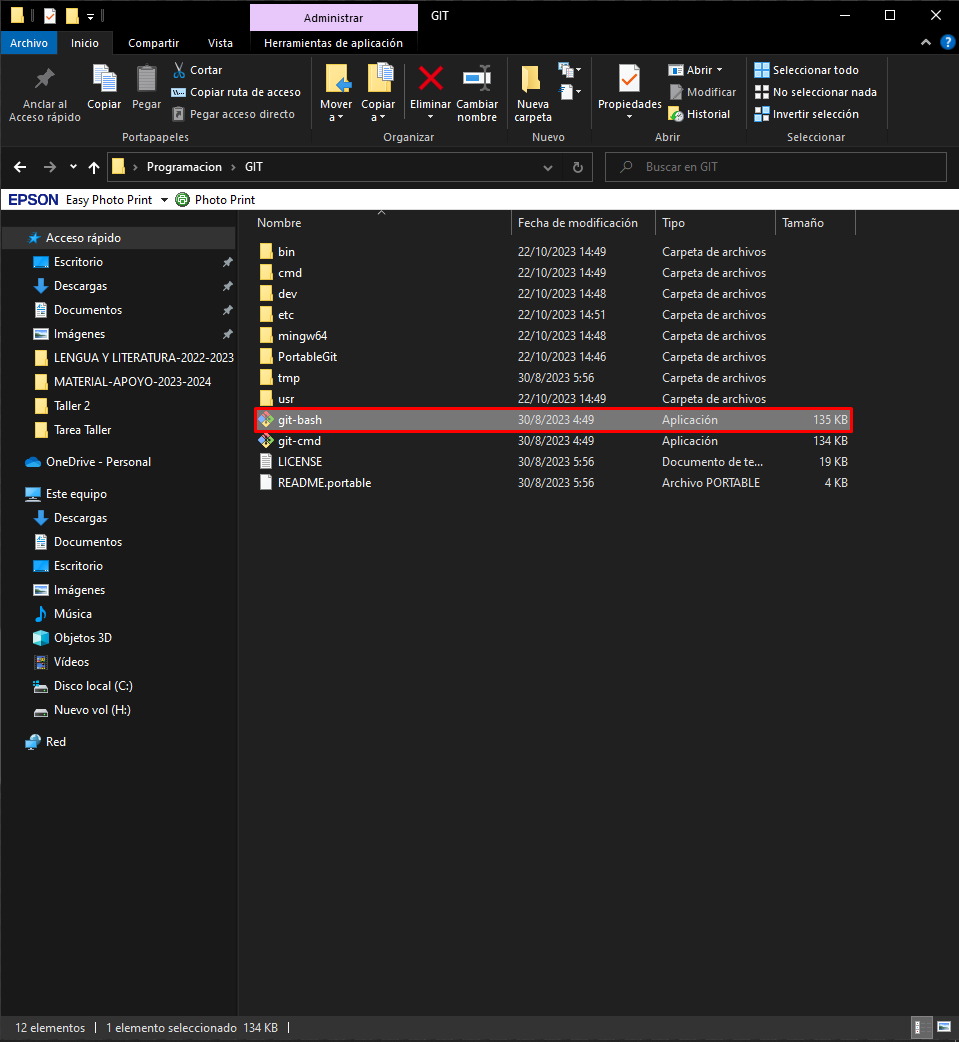 Administrar
GIT
Archivo
Inicio
Compartir
Vista
Herramientas de aplicación
Anclar al
Acceso rápido
Copiar
Pegar
Cortar
Copiar ruta de acceso
Pegar acceso directo
Portapapeles
Mover
a
Copiar
a
Eliminar
Cambiar
nombre
Organizar
Nueva
carpeta
Nuevo
Propiedades
Abrir
Modificar
Historial
Abrir
Seleccionar todo
No seleccionar nada
Invertir selección
Seleccionar
Programacion > GIT
Buscar en GIT
EPSON Easy Photo Print Photo Print
Nombre Fecha de modificación Tipo Tamaño
Acceso rápido
Escritorio
Descargas
Documentos
Imágenes
LENGUA Y LITERATURA-2022-2023
MATERIAL-APOYO-2023-2024
Taller 2
Tarea Taller
OneDrive - Personal
Este equipo
Descargas
Documentos
Escritorio
Imágenes
Música
Objetos 3D
Vídeos
Disco local (C:)
Nuevo vol (H:)
Red
bin 22/10/2023 14:49 Carpeta de archivos
cmd 22/10/2023 14:49 Carpeta de archivos
dev 22/10/2023 14:48 Carpeta de archivos
etc 22/10/2023 14:51 Carpeta de archivos
mingw64 22/10/2023 14:48 Carpeta de archivos
PortableGit 22/10/2023 14:46 Carpeta de archivos
tmp 30/8/2023 5:56 Carpeta de archivos
usr 22/10/2023 14:49 Carpeta de archivos
git-bash 30/8/2023 4:49 Aplicación 135 KB
git-cmd 30/8/2023 4:49 Aplicación 134 KB
LICENSE 30/8/2023 5:56 Documento de te... 19 KB
README.portable 30/8/2023 5:56 Archivo PORTABLE 4 KB
12 elementos | 1 elemento seleccionado 134 KB |